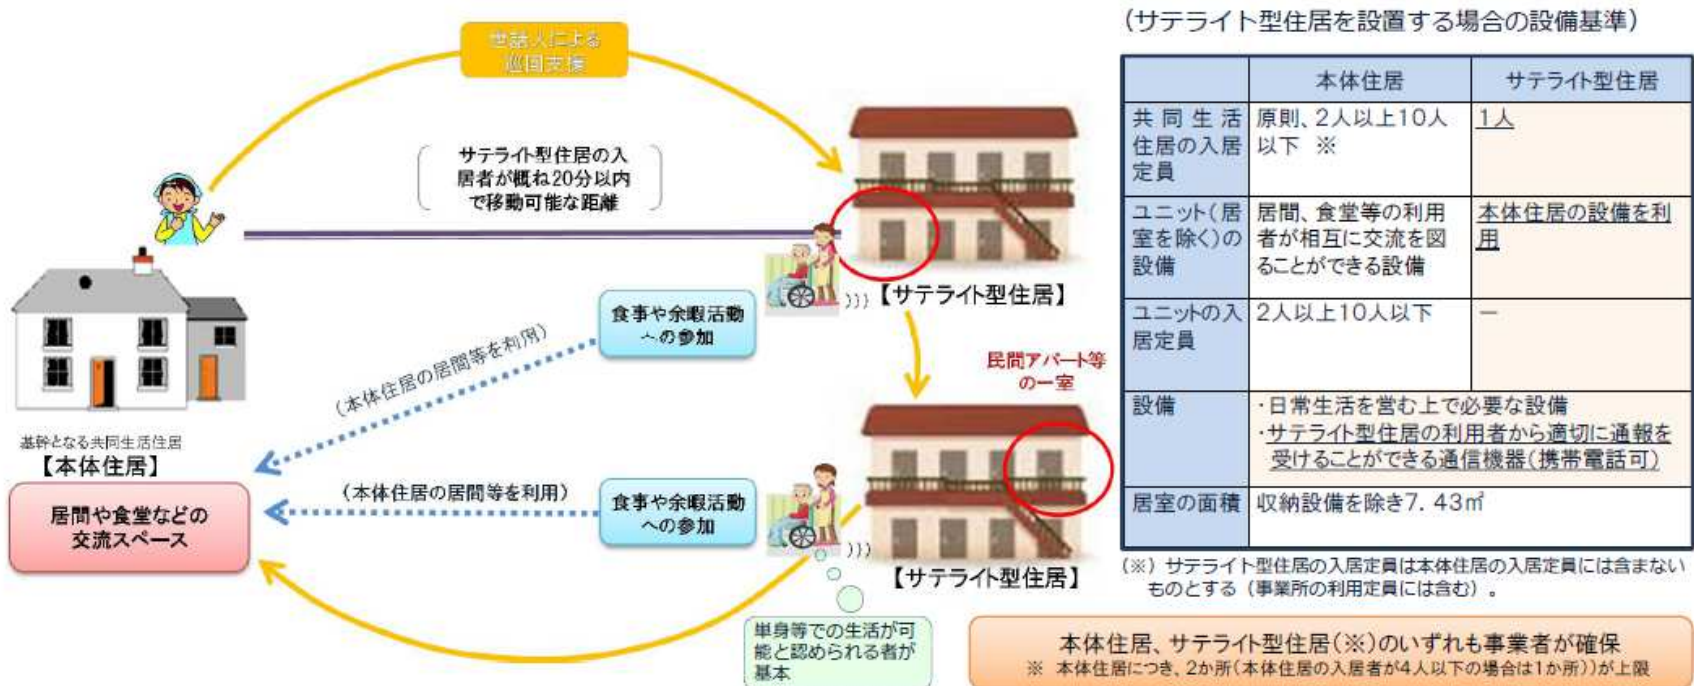 世話人による
巡回支援
サテライト型住居の入
居者が概ね20分以内
で移動可能な距離
【サテライト型住居】
食事や余暇活動
への参加
(本体住居の居間等を利用)
民間アパート等
の一室
基幹となる共同生活住居
【本体住居】
居間や食堂などの
交流スペース
(本体住居の居間等を利用)
食事や余暇活動
への参加
【サテライト型住居】
単身等での生活が可
能と認められる者が
基本
(サテライト型住居を設置する場合の設備基準)
本体住居 サテライト型住居
共同生活 原則、2人以上10人 1人
住居の入居 以下 ※
定員
ユニット(居 居間、食堂等の利用 本体住居の設備を利
室を除く)の 者が相互に交流を図 用
設備 ることができる設備
ユニットの入 2人以上10人以下 －
居定員
設備 ・日常生活を営む上で必要な設備
・サテライト型住居の利用者から適切に通報を
受けることができる通信機器(携帯電話可)
居室の面積 収納設備を除き7.43㎡
(※) サテライト型住居の入居定員は本体住居の入居定員には含まない
ものとする(事業所の利用定員には含む)。
本体住居、サテライト型住居(※)のいずれも事業者が確保
※ 本体住居につき、2か所(本体住居の入居者が4人以下の場合は1か所))が上限